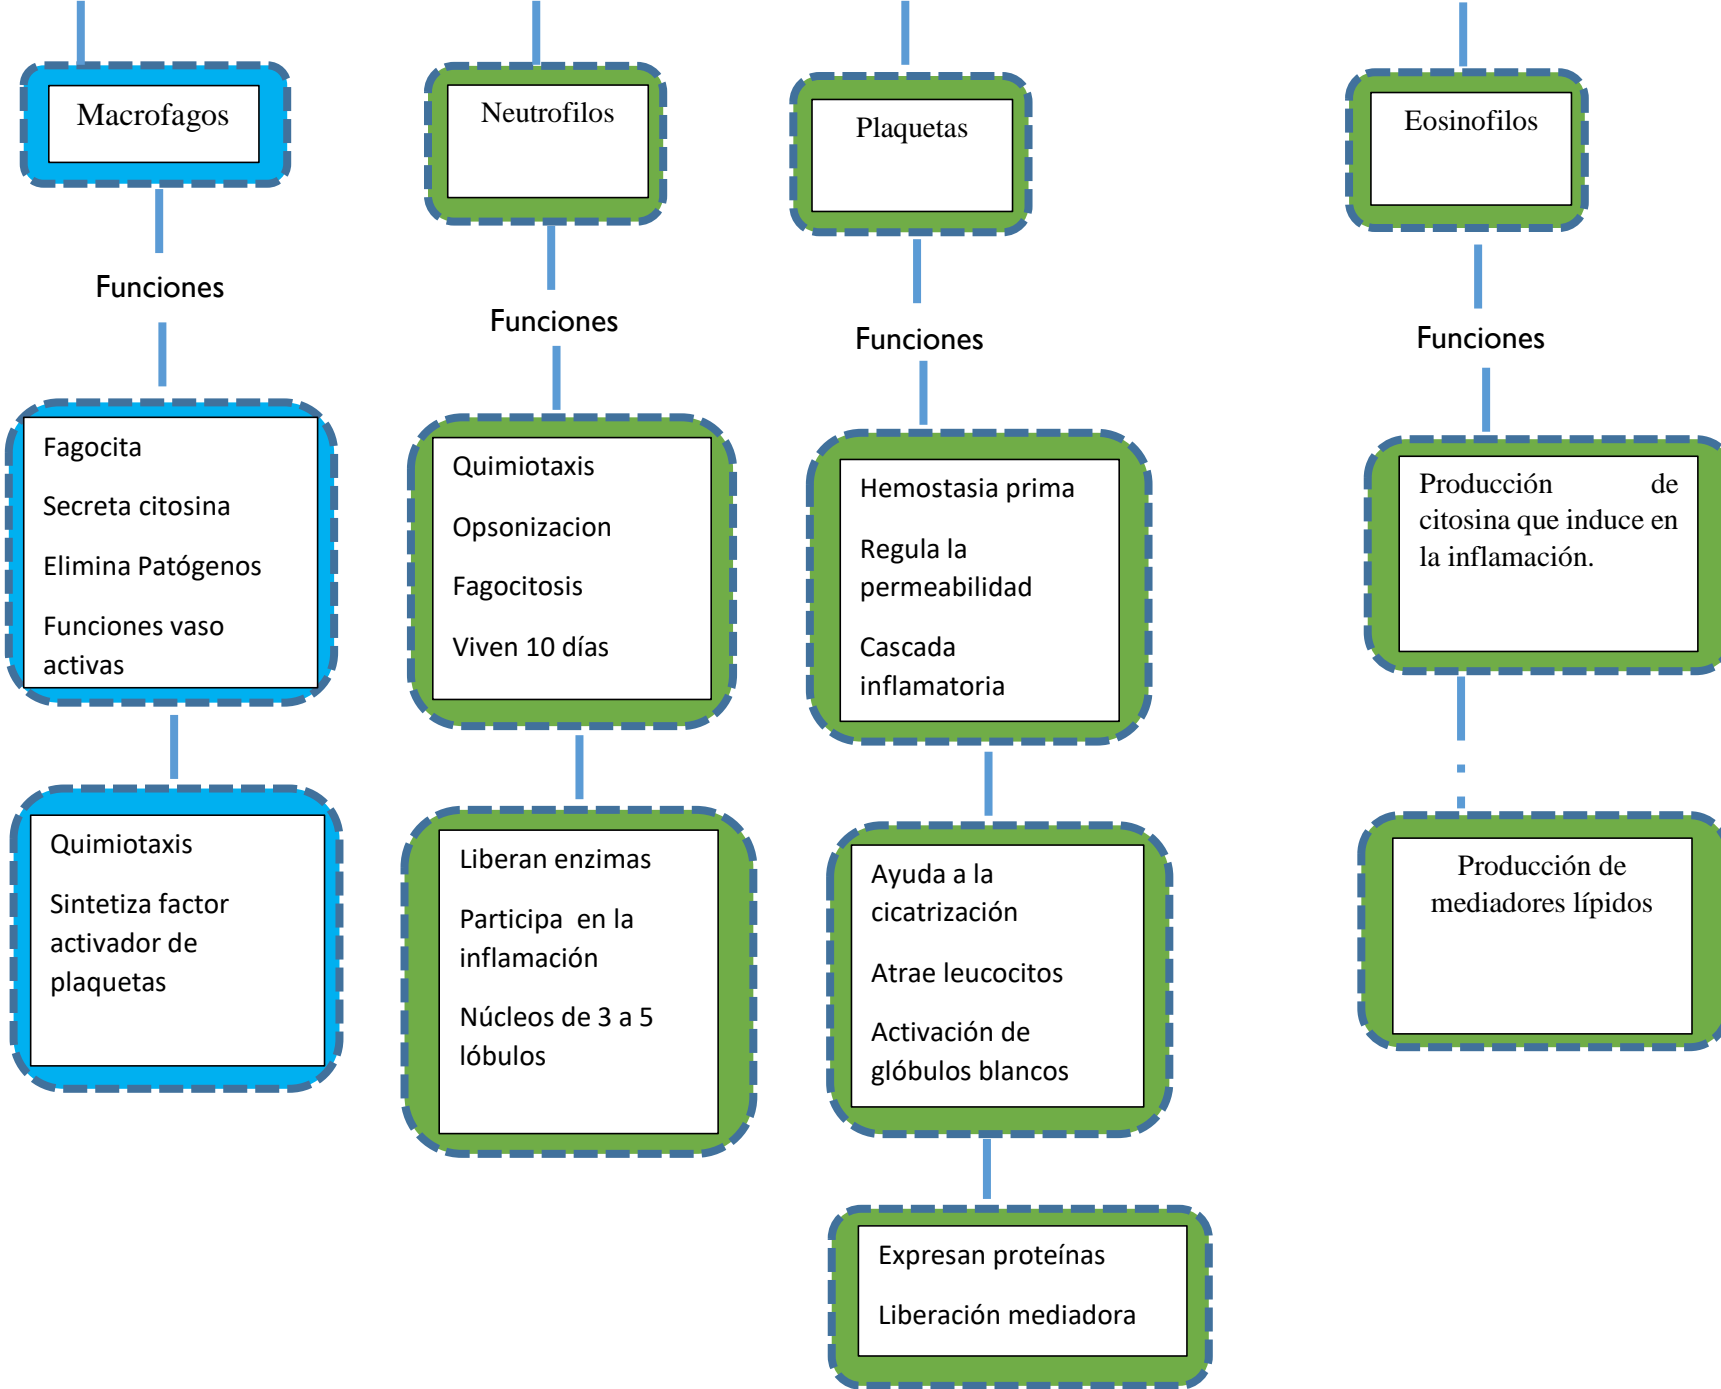 Macrofagos
Funciones
Fagocita
Secreta citosina
Elimina Patógenos
Funciones vaso
activas
Quimiotaxis
Sintetiza factor
activador de
plaquetas
Neutrofilos
Funciones
Quimiotaxis
Opsonizacion
Fagocitosis
Viven 10 días
Liberan enzimas
Participa  en la
inflamación
Núcleos de 3 a 5
lóbulos
Plaquetas
Funciones
Hemostasia prima
Regula la
permeabilidad
Cascada
inflamatoria
Ayuda a la
cicatrización
Atrae leucocitos
Activación de
glóbulos blancos
Expresan proteínas
Liberación mediadora
Eosinofilos
Funciones
Producción de
citosina que induce en
la inflamación.
Producción de
mediadores lípidos